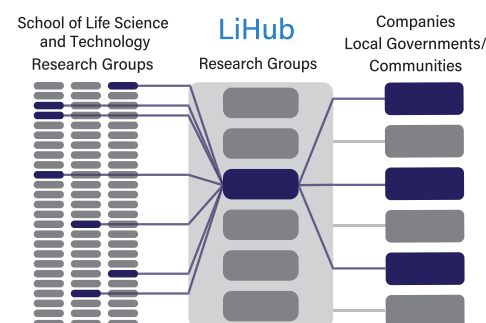 School of Life Science
and Technology
Research Groups
LiHub
Research Groups
Companies
Local Governments/
Communities